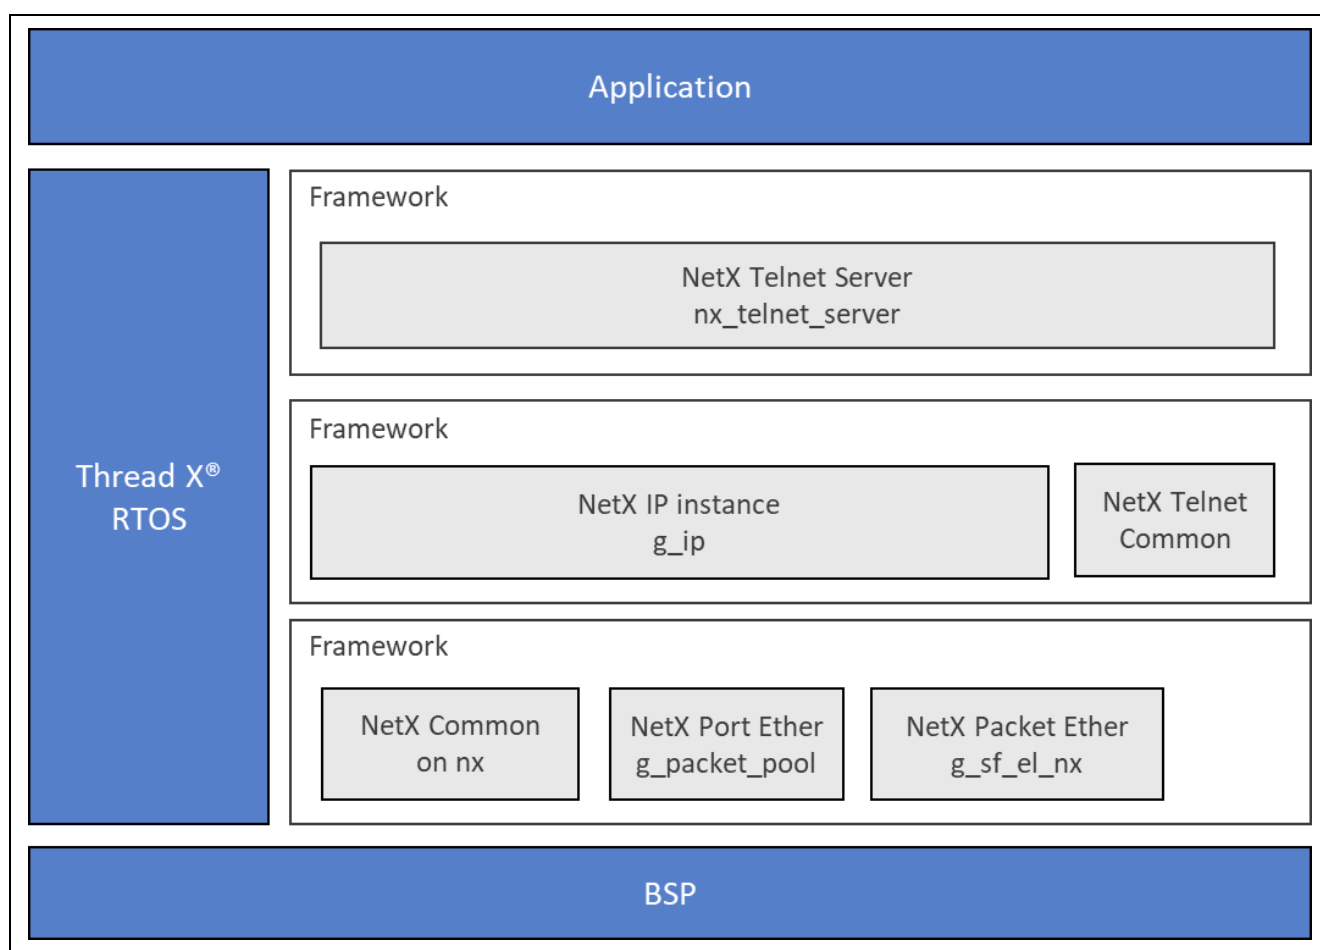 Application
Thread X®
RTOS
Framework
NetX Telnet Server
nx_telnet_server
Framework
NetX IP instance
g_ip
NetX Telnet
Common
Framework
NetX Common
on nx
NetX Port Ether
g_packet_pool
NetX Packet Ether
g_sf_el_nx
BSP